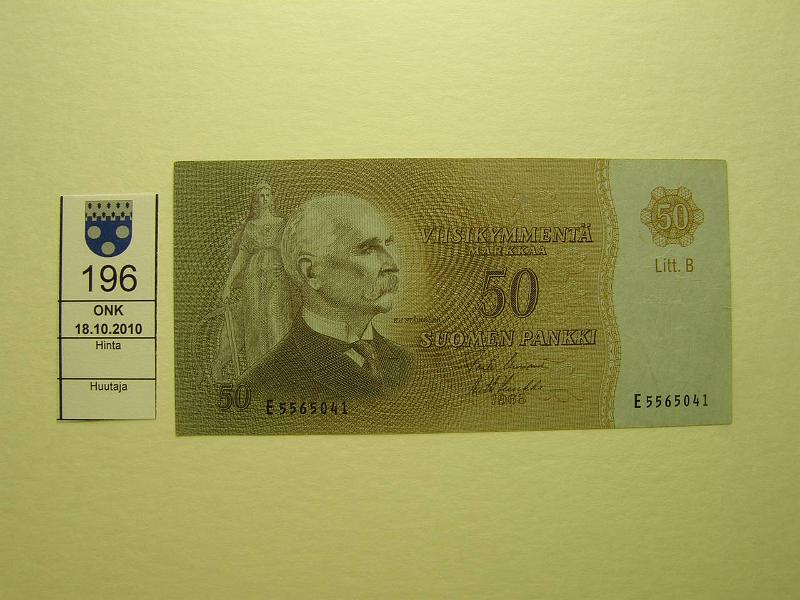 196
ONK
18.10.2010
Hinta
Huutaja
VIISIKYMMENTÄ
MARKKAA
50
SUOMEN PANKKI
1963
50
E5565041
50
Litt. B
E5565041